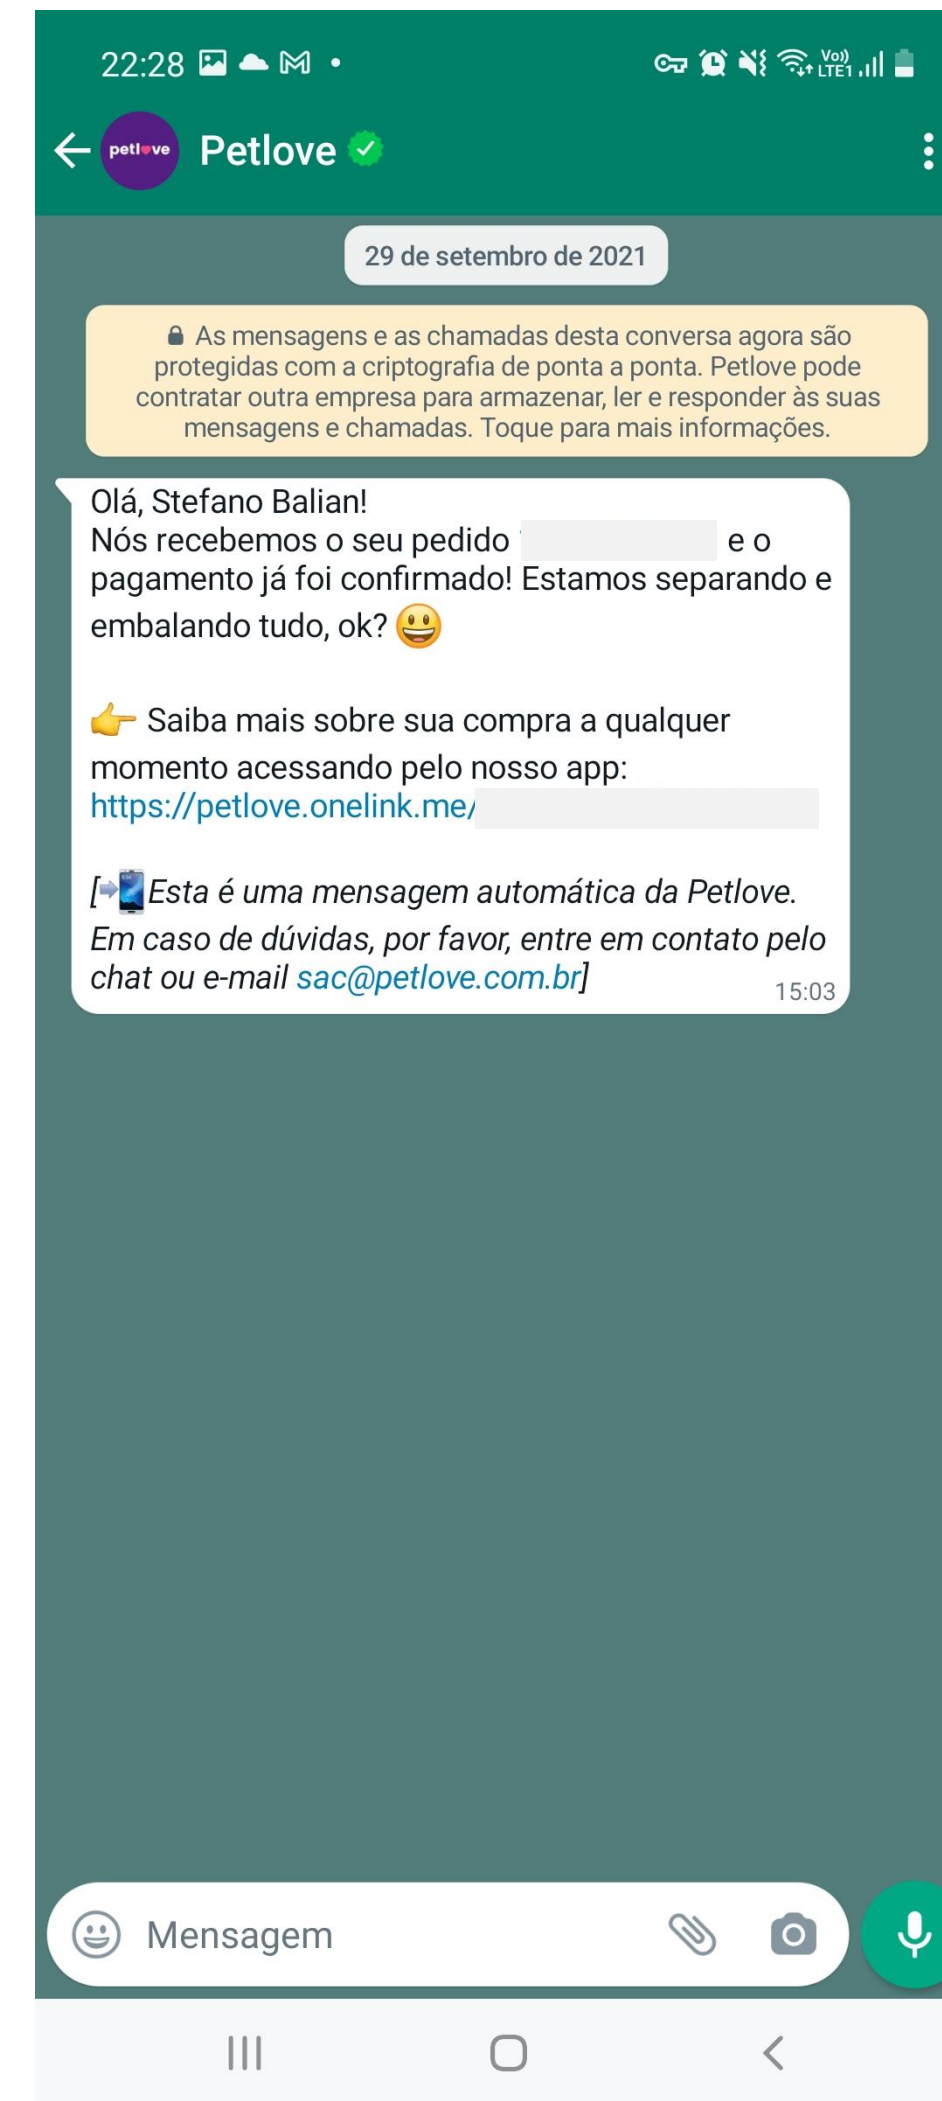 22:28
Vo))
LTE1
petlove
Petlove
29 de setembro de 2021
As mensagens e as chamadas desta conversa agora são
protegidas com a criptografia de ponta a ponta. Petlove pode
contratar outra empresa para armazenar, ler e responder às suas
mensagens e chamadas. Toque para mais informações.
Olá, Stefano Balian!
Nós recebemos o seu pedido e o
pagamento já foi confirmado! Estamos separando e
embalando tudo, ok? 😃
👉 Saiba mais sobre sua compra a qualquer
momento acessando pelo nosso app:
https://petlove.onelink.me/
[📲Esta é uma mensagem automática da Petlove.
Em caso de dúvidas, por favor, entre em contato pelo
chat ou e-mail sac@petlove.com.br]
15:03
Mensagem